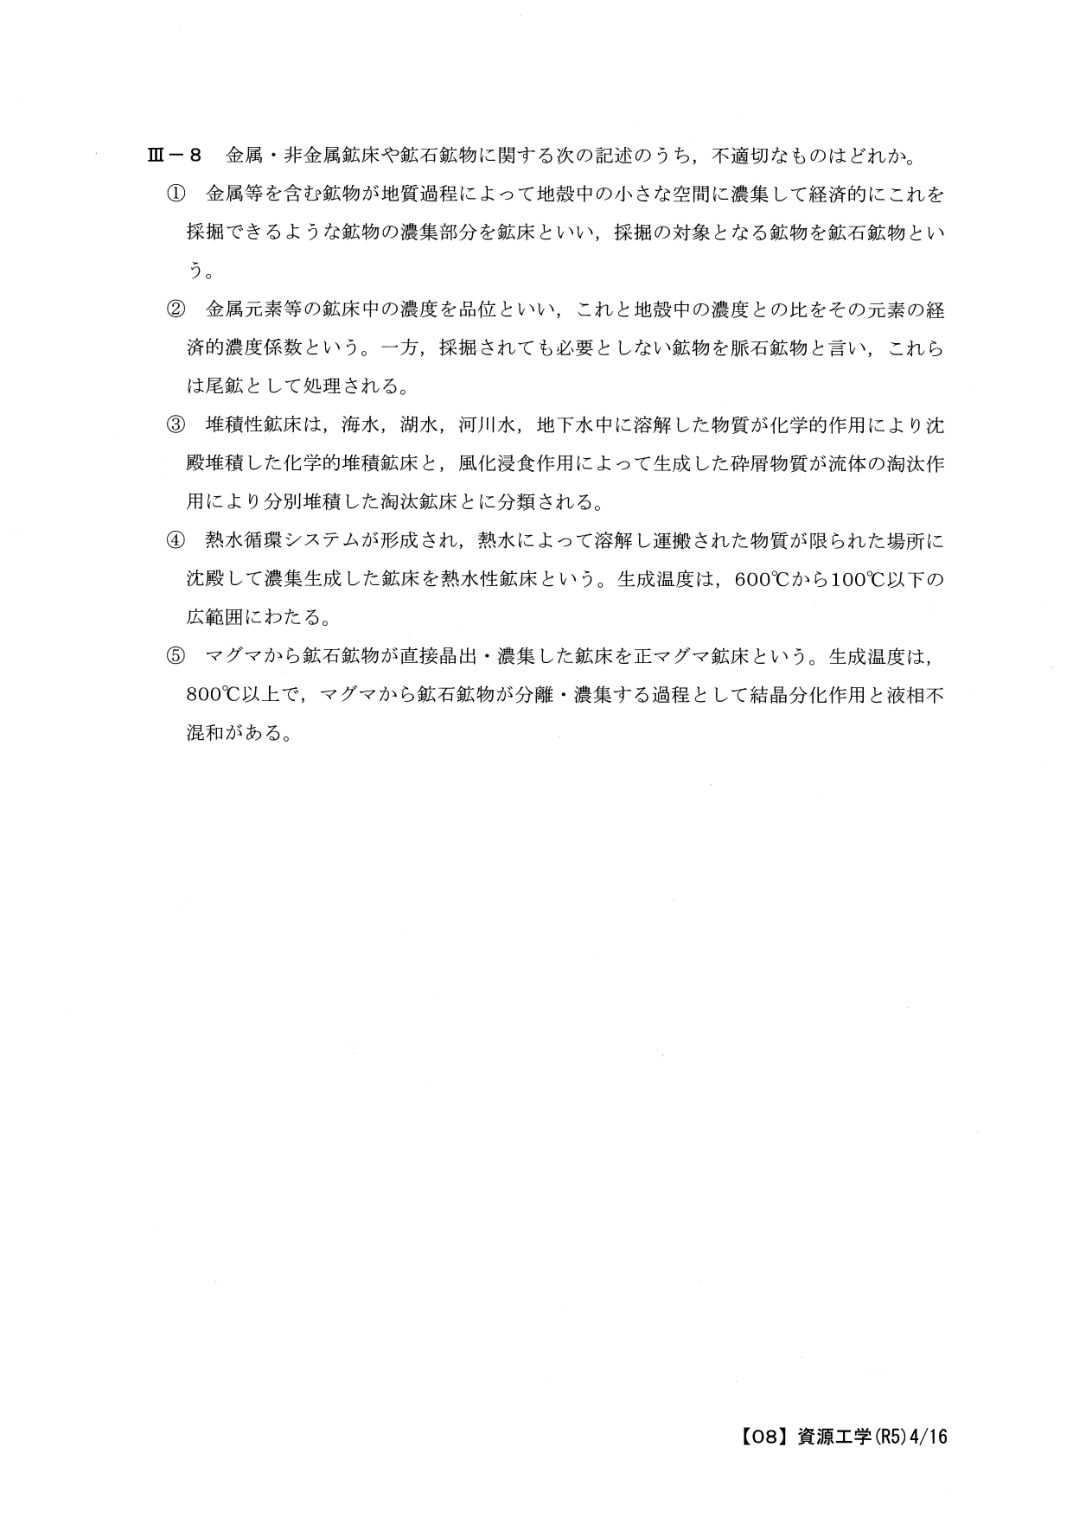 Ⅲ－８　金属・非金属鉱床や鉱石鉱物に関する次の記述のうち，不適切なものはどれか。
①　金属等を含む鉱物が地質過程によって地殻中の小さな空間に濃集して経済的にこれを
採掘できるような鉱物の濃集部分を鉱床といい，採掘の対象となる鉱物を鉱石鉱物とい
う。
②　金属元素等の鉱床中の濃度を品位といい，これと地殻中の濃度との比をその元素の経
済的濃度係数という。一方，採掘されても必要としない鉱物を脈石鉱物と言い，これら
は尾鉱として処理される。
③　堆積性鉱床は，海水，湖水，河川水，地下水中に溶解した物質が化学的作用により沈
殿堆積した化学的堆積鉱床と，風化浸食作用によって生成した砕屑物質が流体の淘汰作
用により分別堆積した淘汰鉱床とに分類される。
④　熱水循環システムが形成され，熱水によって溶解し運搬された物質が限られた場所に
沈殿して濃集生成した鉱床を熱水性鉱床という。生成温度は，600℃から100℃以下の
広範囲にわたる。
⑤　マグマから鉱石鉱物が直接晶出・濃集した鉱床を正マグマ鉱床という。生成温度は，
800℃以上で，マグマから鉱石鉱物が分離・濃集する過程として結晶分化作用と液相不
混和がある。
【08】資源工学(R5)4/16